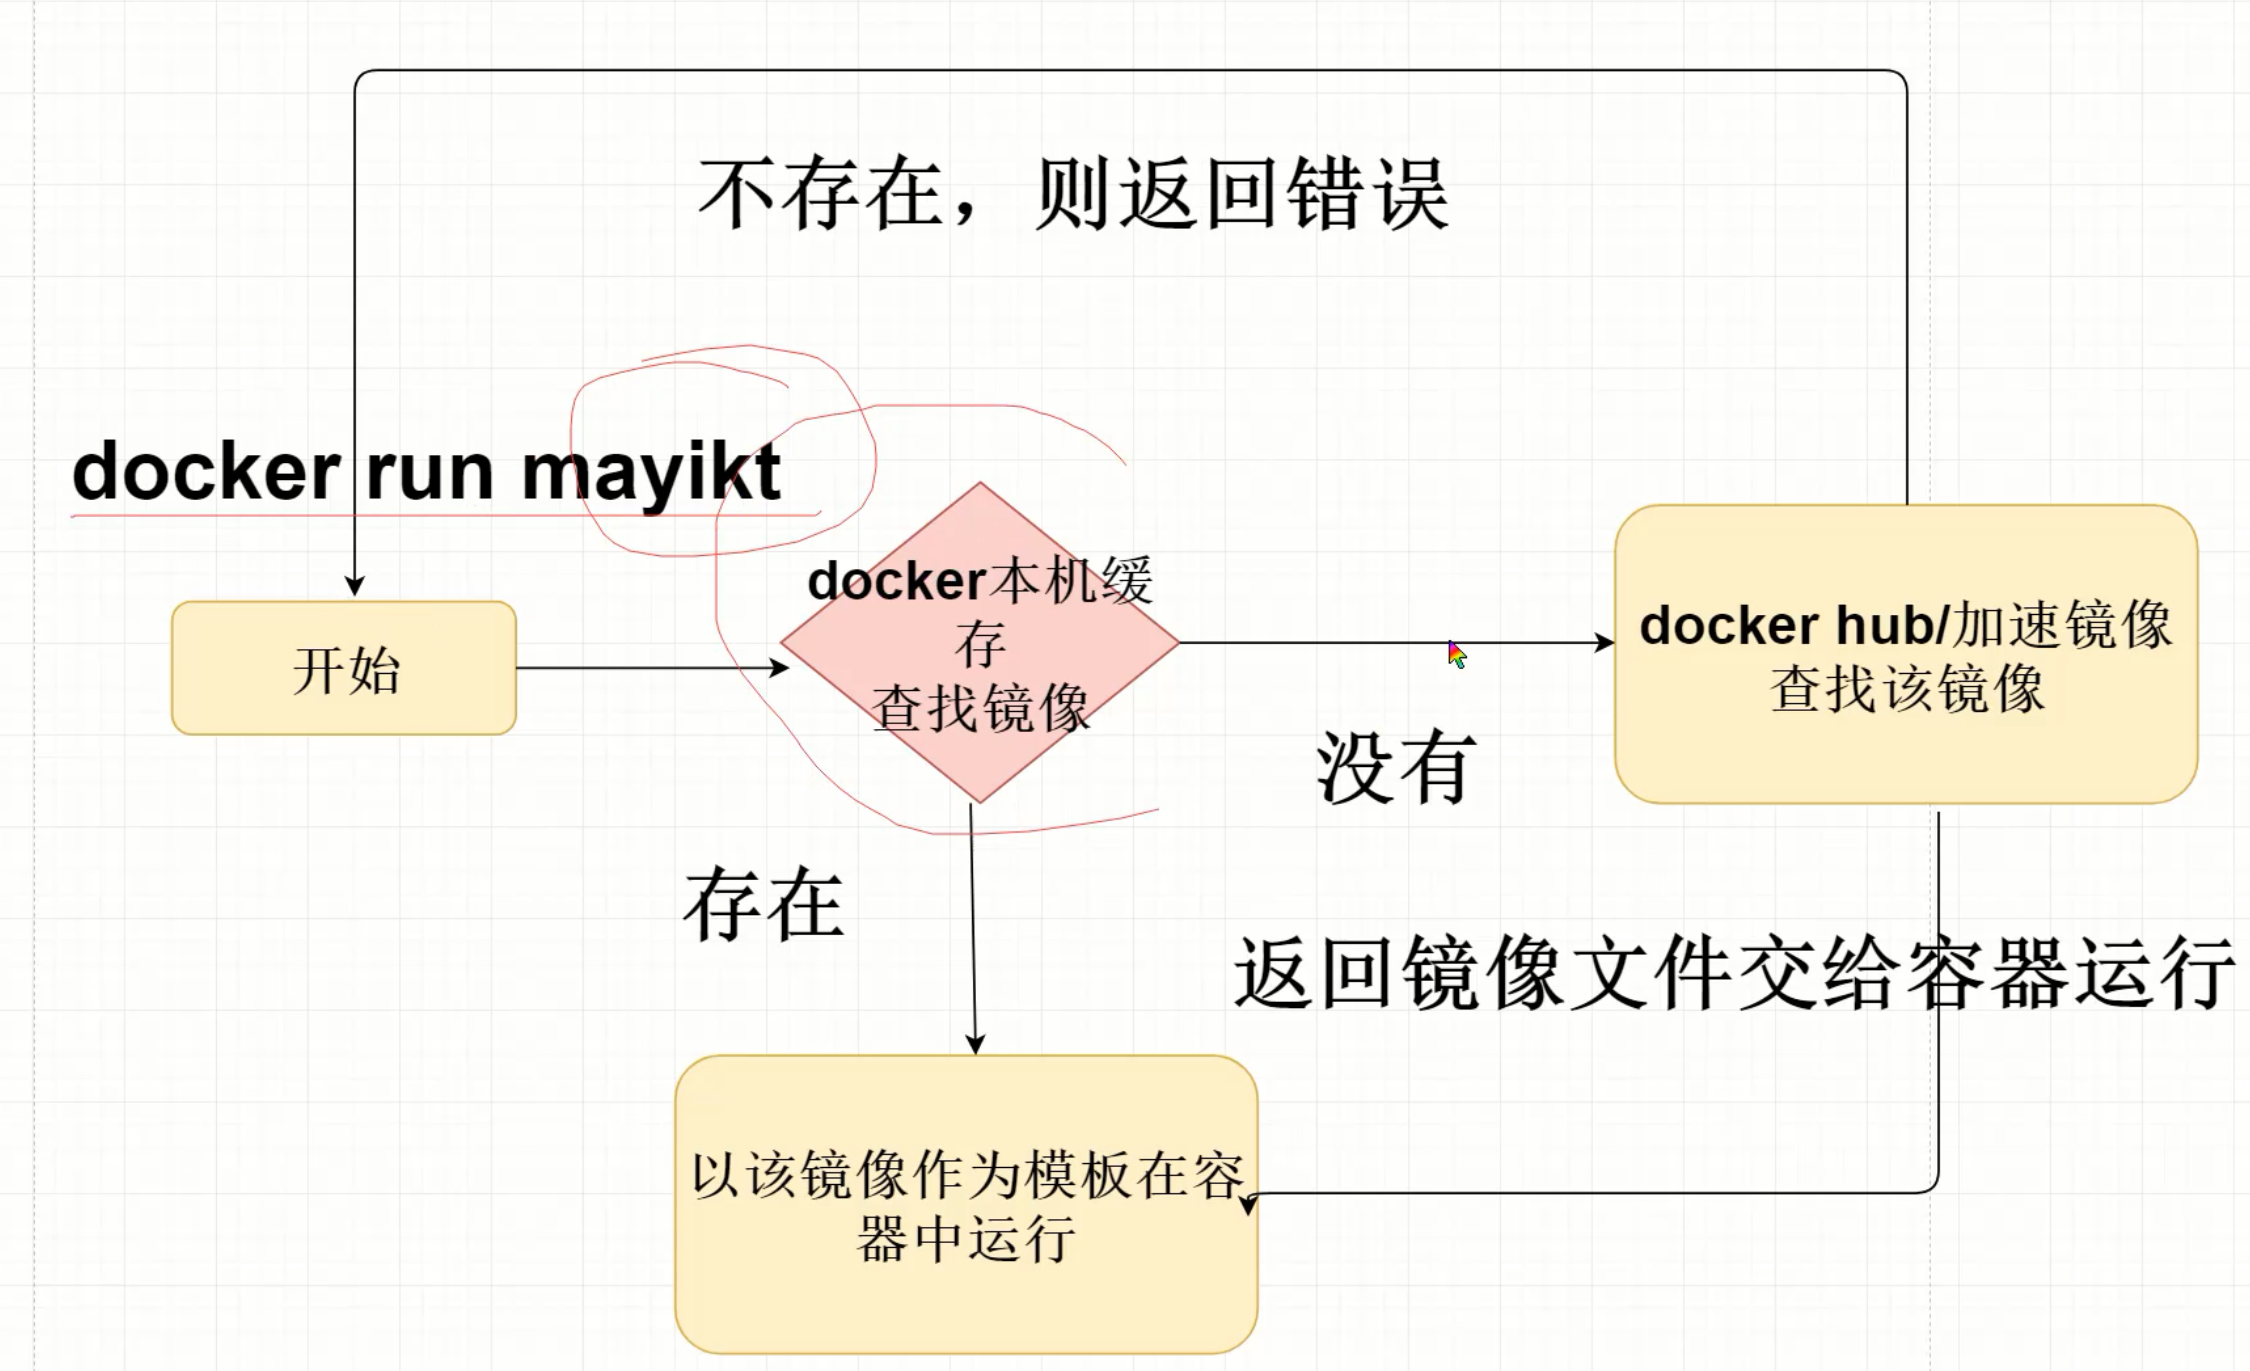 不存在，则返回错误
docker run mayikt
docker本机缓
存
查找镜像
开始
docker hub/加速镜像
查找该镜像
没有
存在
返回镜像文件交给容器运行
以该镜像作为模板在容
器中运行